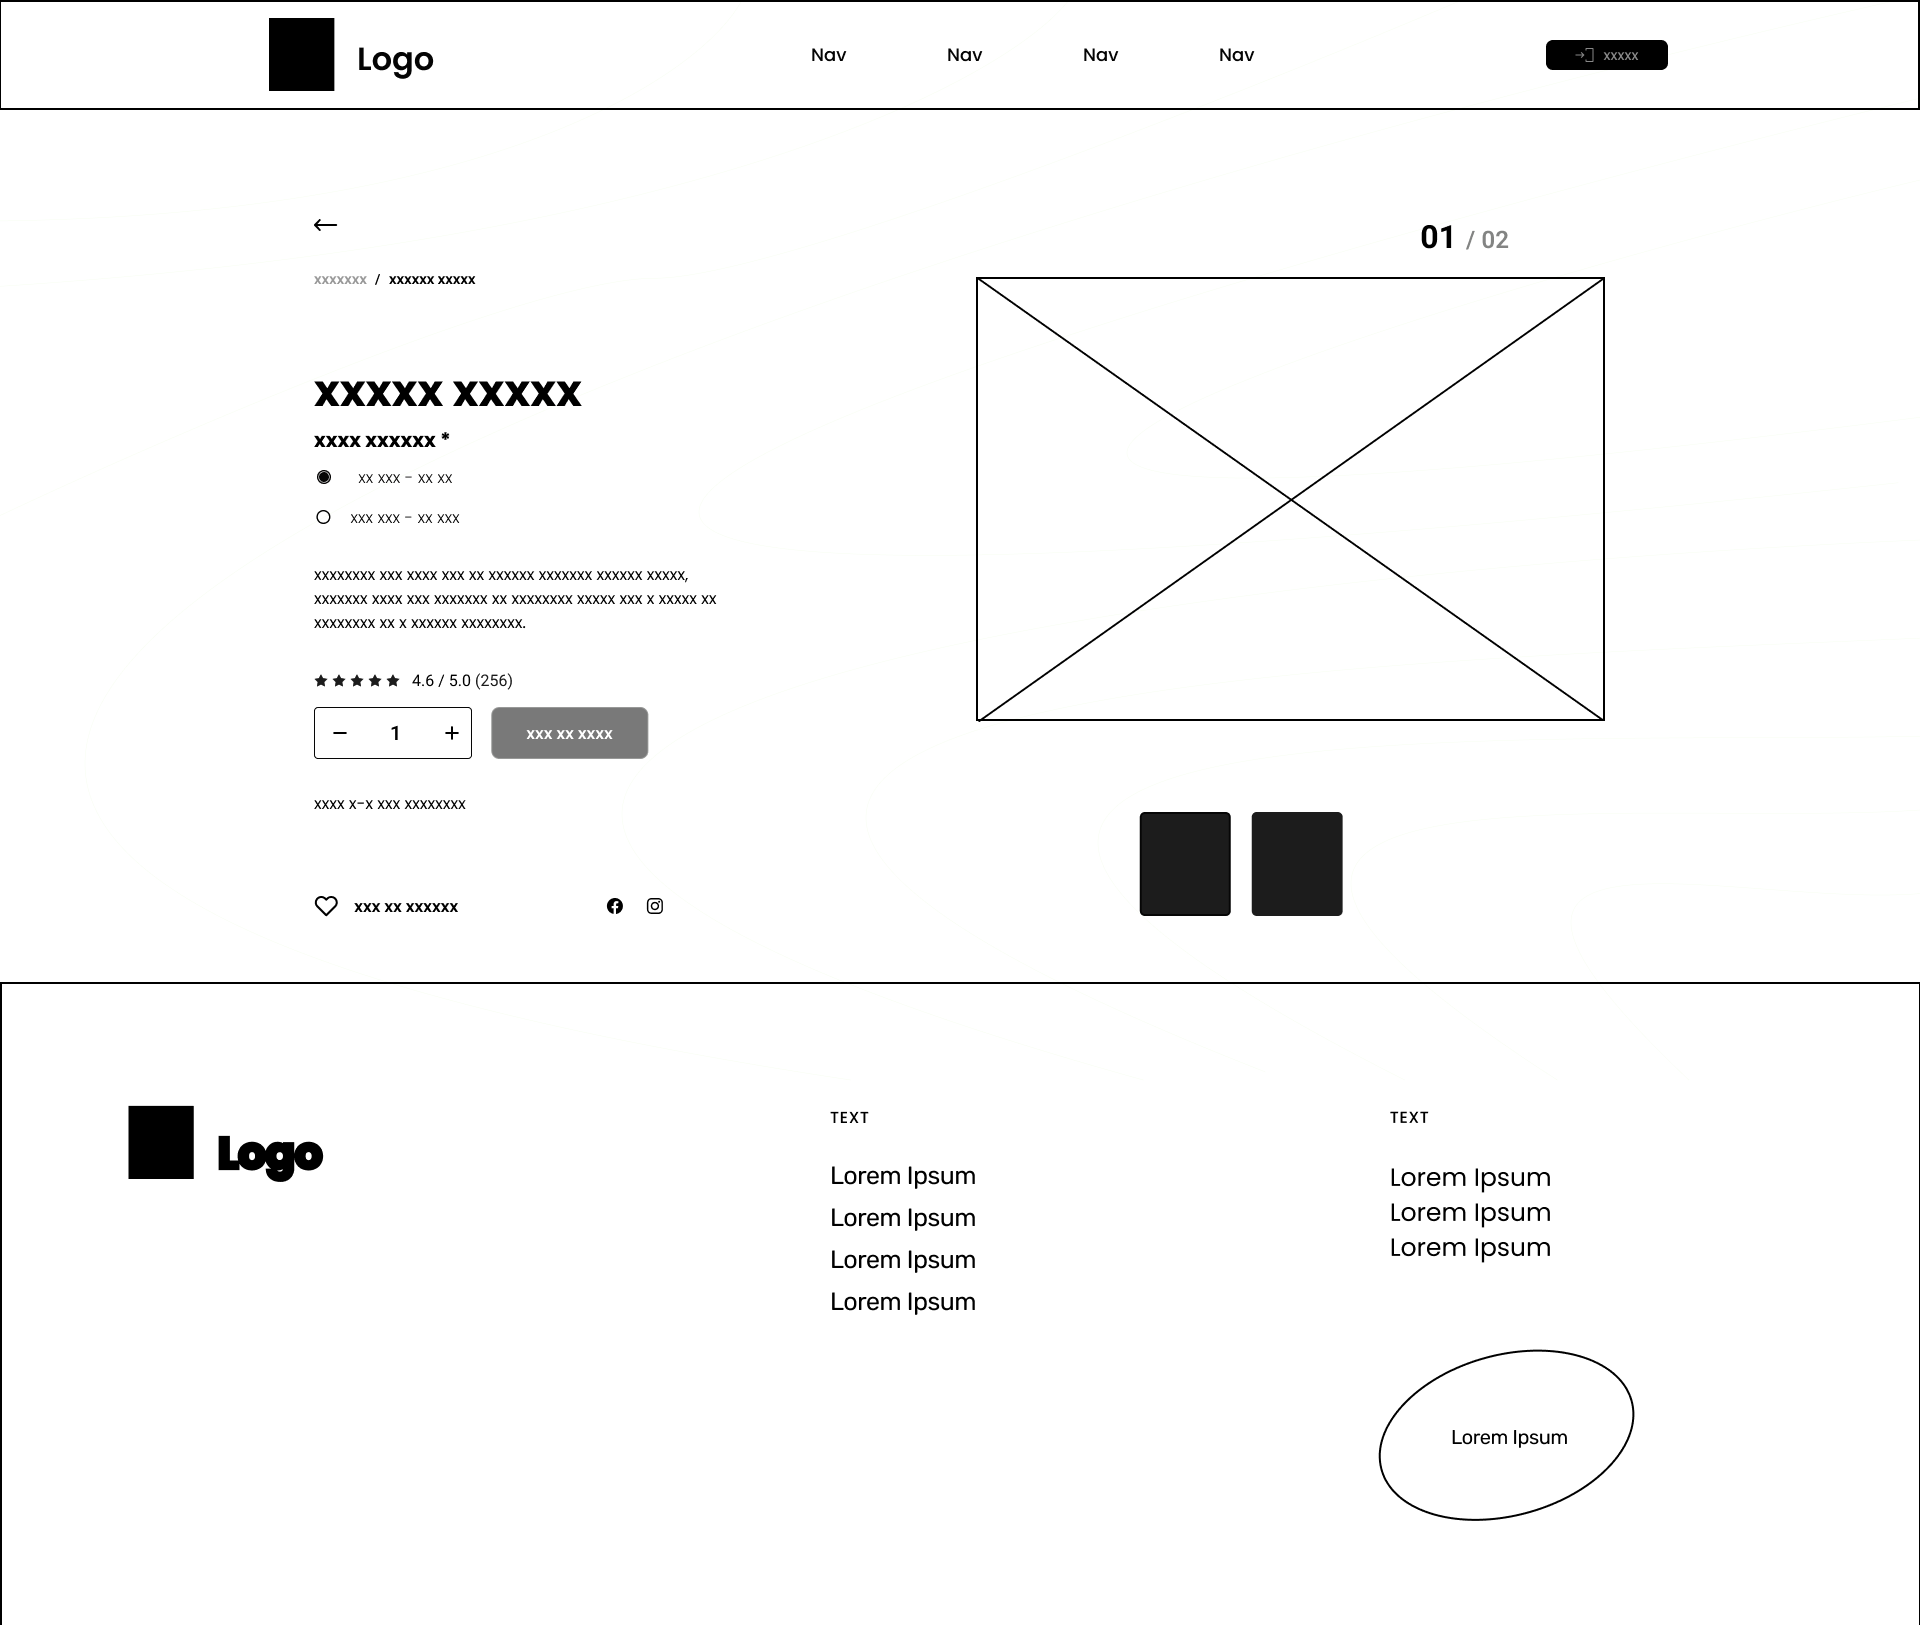 Logo
Nav Nav Nav Nav
xxxxx
01 / 02
xxxxxxx / xxxxxx xxxxx
xxxxx xxxxx
xxxx xxxxxx *
xx xxx - xx xx
xxx xxx - xx xxx
xxxxxxxx xxx xxxx xxx xx xxxxxx xxxxxxx xxxxxx xxxxx,
xxxxxxx xxxx xxx xxxxxxx xx xxxxxxxx xxxxx xxx x xxxxx xx
xxxxxxxx xx x xxxxxx xxxxxxxx.
4.6 / 5.0 (256)
− 1 +
xxx xx xxxx
xxxx x-x xxx xxxxxxxx
xxx xx xxxxxx
Logo
TEXT
Lorem Ipsum
Lorem Ipsum
Lorem Ipsum
Lorem Ipsum
TEXT
Lorem Ipsum
Lorem Ipsum
Lorem Ipsum
Lorem Ipsum